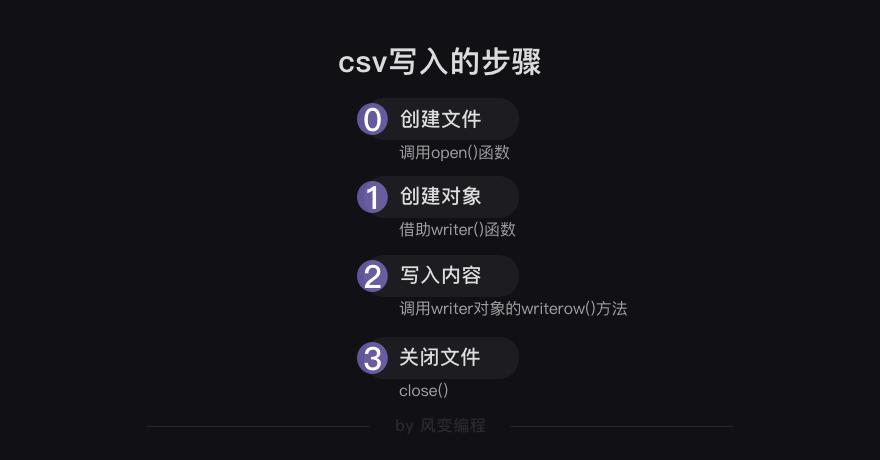 csv写入的步骤
0 创建文件
调用open()函数
1 创建对象
借助writer()函数
2 写入内容
调用writer对象的writerow()方法
3 关闭文件
close()
by 风变编程